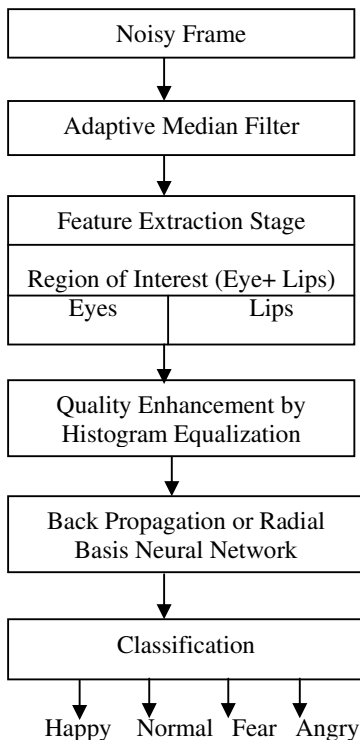 Noisy Frame
Adaptive Median Filter
Feature Extraction Stage
Region of Interest (Eye+ Lips)
Eyes Lips
Quality Enhancement by
Histogram Equalization
Back Propagation or Radial
Basis Neural Network
Classification
Happy Normal Fear Angry